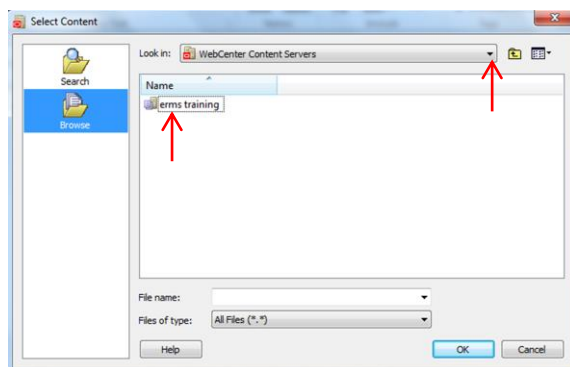 Select Content
Look in: WebCenter Content Servers
Search
Name
erms training
Browse
File name:
Files of type: All Files (*.*)
Help OK Cancel